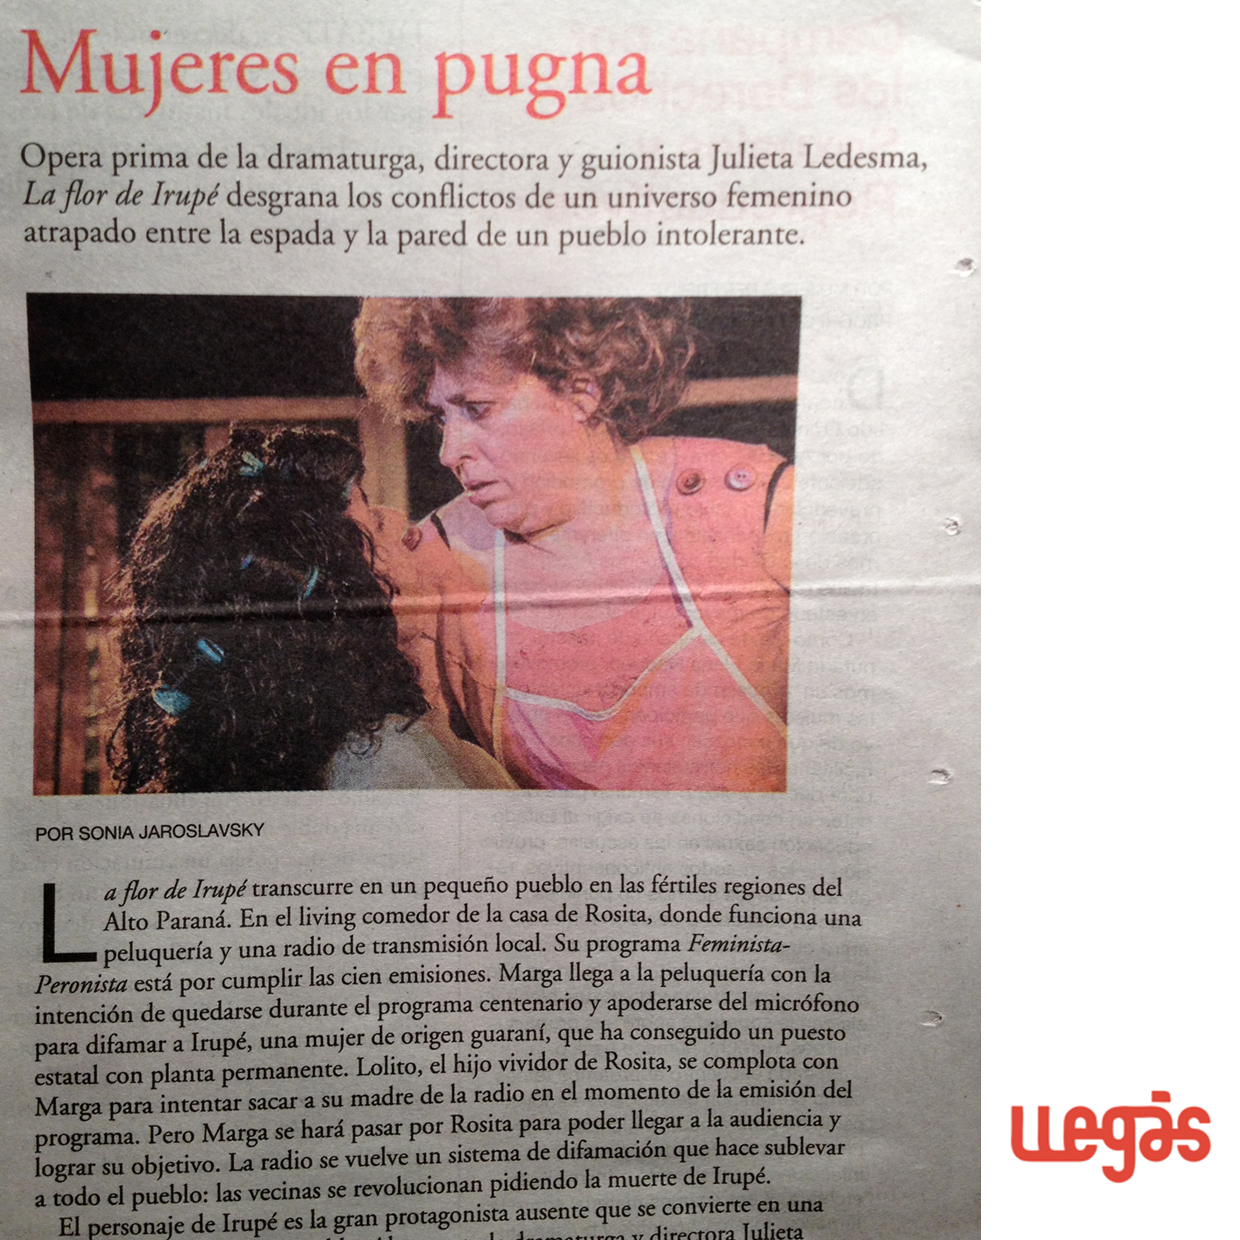 Mujeres en pugna
Opera prima de la dramaturga, directora y guionista Julieta Ledesma,
La flor de Irupé desgrana los conflictos de un universo femenino
atrapado entre la espada y la pared de un pueblo intolerante.
POR SONIA JAROSLAVSKY
La flor de Irupé transcurre en un pequeño pueblo en las fértiles regiones del
Alto Paraná. En el living comedor de la casa de Rosita, donde funciona una
peluquería y una radio de transmisión local. Su programa Feminista-
Peronista está por cumplir las cien emisiones. Marga llega a la peluquería con la
intención de quedarse durante el programa centenario y apoderarse del micrófono
para difamar a Irupé, una mujer de origen guaraní, que ha conseguido un puesto
estatal con planta permanente. Lolito, el hijo vividor de Rosita, se complota con
Marga para intentar sacar a su madre de la radio en el momento de la emisión del
programa. Pero Marga se hará pasar por Rosita para poder llegar a la audiencia y
lograr su objetivo. La radio se vuelve un sistema de difamación que hace sublevar
a todo el pueblo: las vecinas se revolucionan pidiendo la muerte de Irupé.
El personaje de Irupé es la gran protagonista ausente que se convierte en una
dramaturga y directora Julieta
llegás